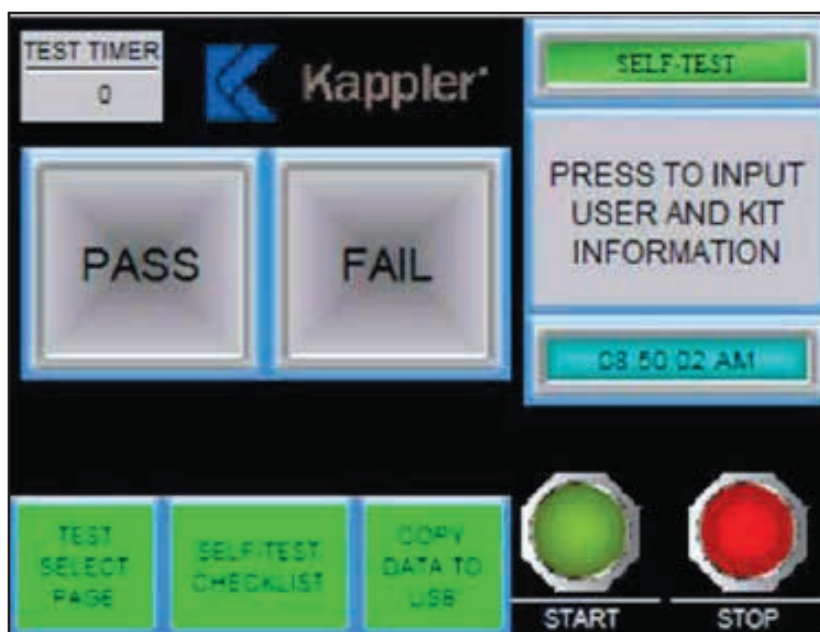 TEST TIMER
0
Kappler
SELF-TEST
PASS
FAIL
PRESS TO INPUT
USER AND KIT
INFORMATION
08:50:02 AM
TEST
SELECT
PAGE
SELF-TEST
CHECKLIST
COPY
DATA TO
USB
START
STOP